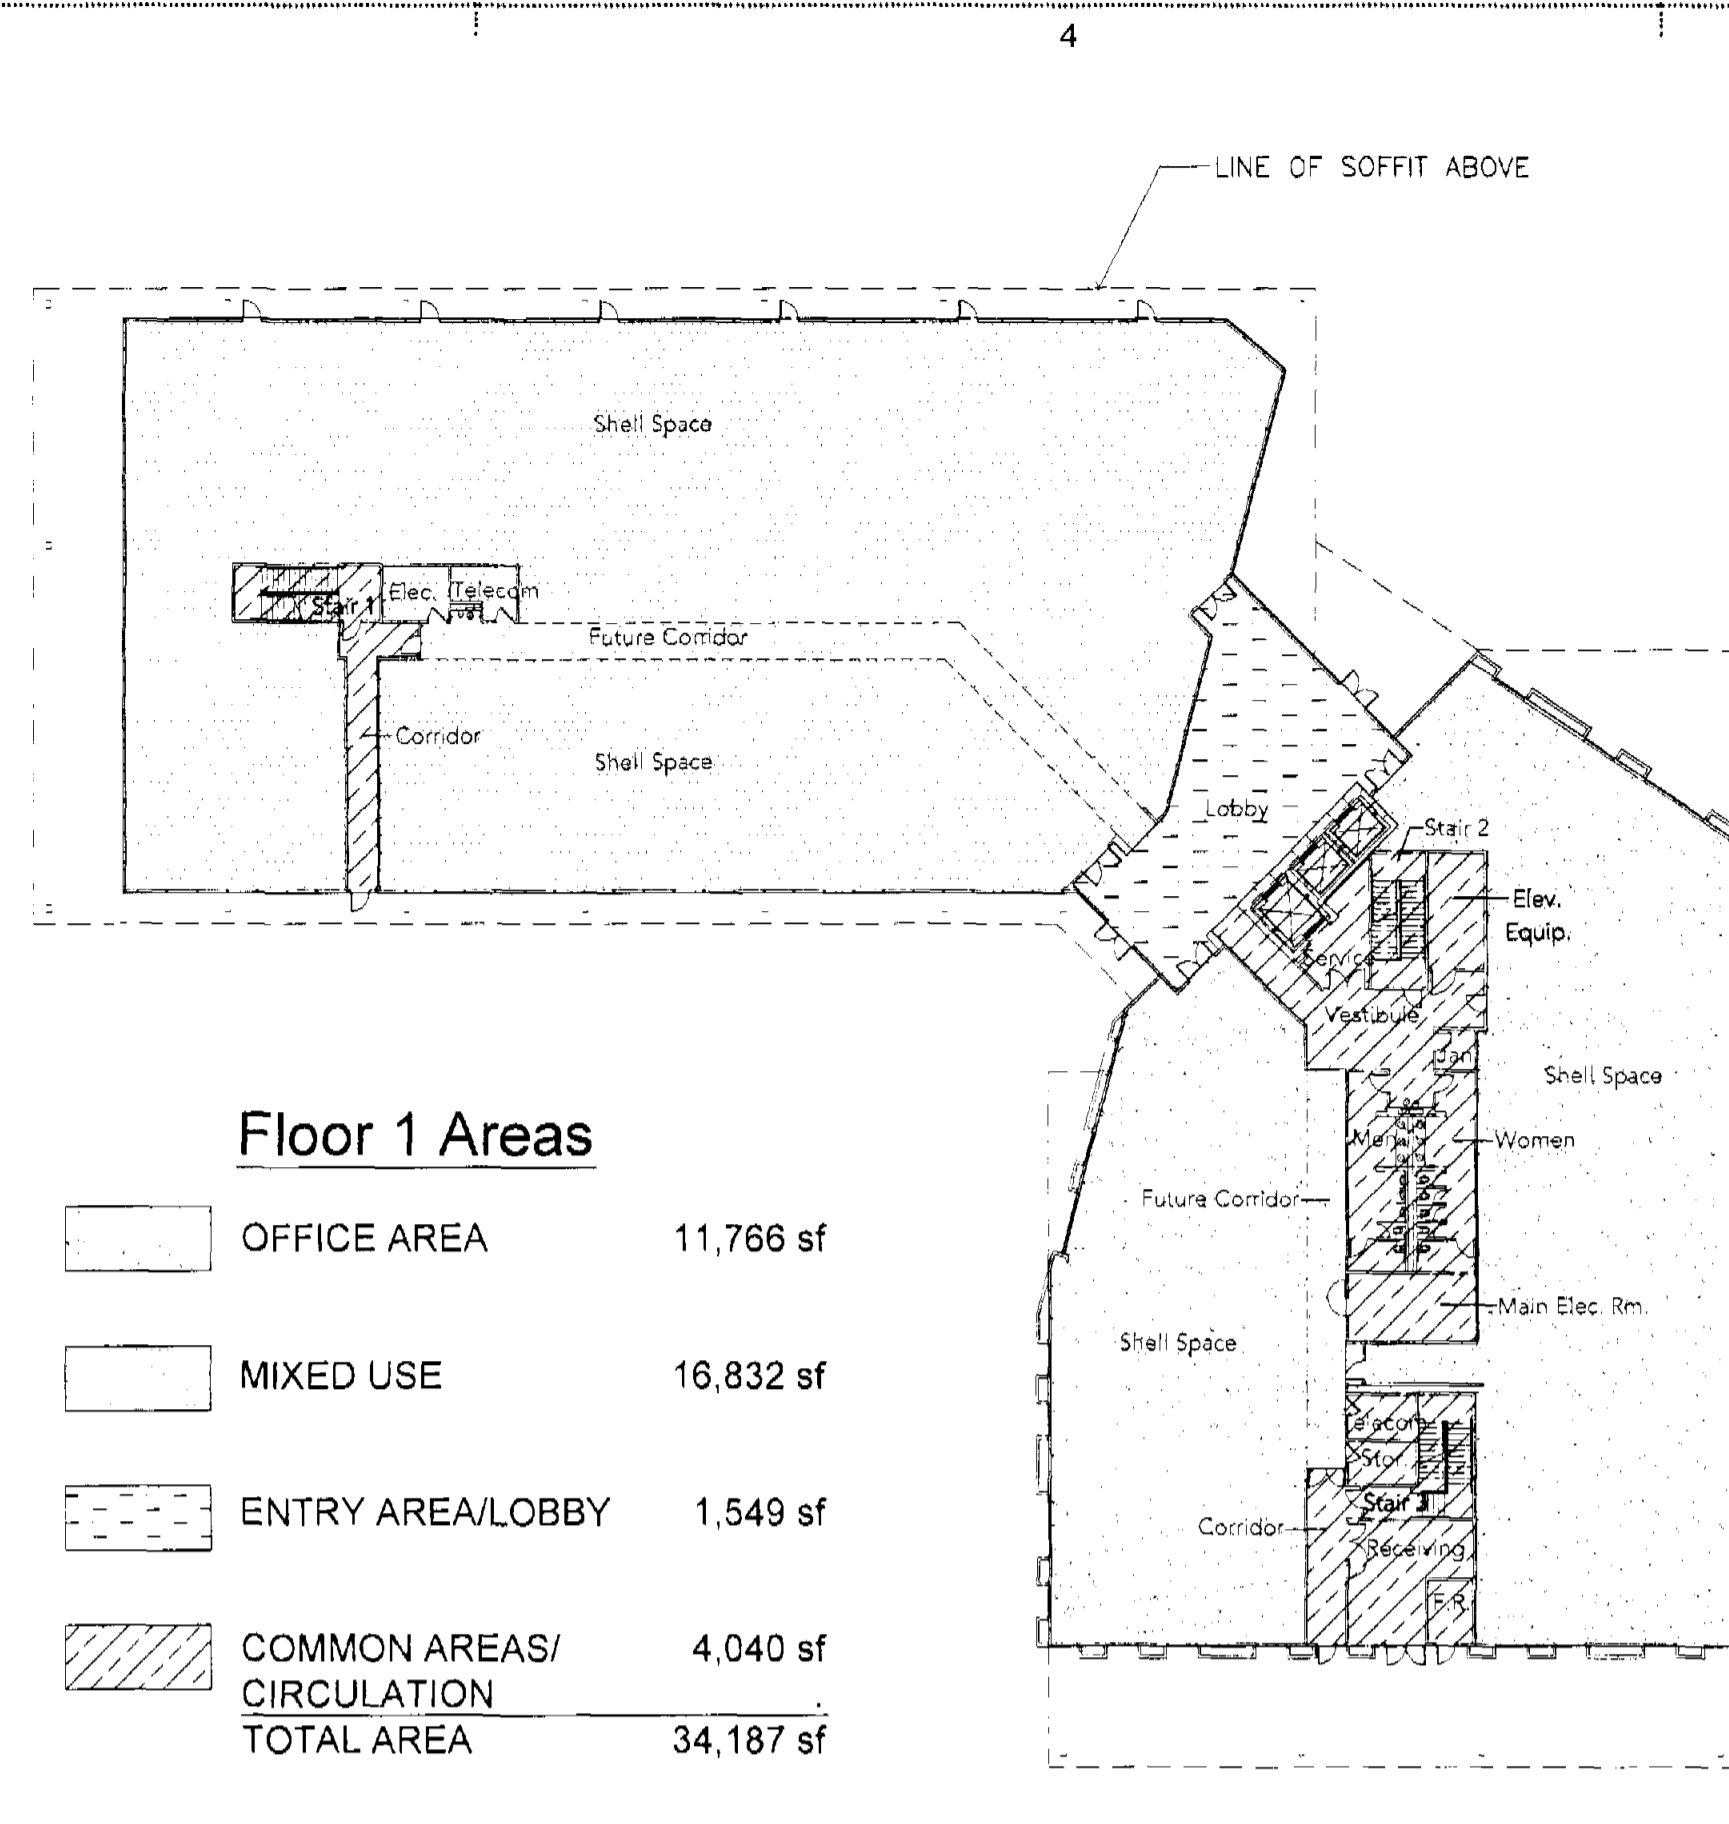 4
LINE OF SOFFIT ABOVE
Shell Space
Stair 1
Elec.
Telecom
Future Corridor
Corridor
Shell Space
Lobby
Stair 2
Elev.
Equip.
Service
Vestibule
Jan.
Shell Space
Men
Women
Future Corridor
Main Elec. Rm.
Shell Space
Telecom
Stor.
Stair 3
Corridor
Receiving
F.R.
Floor 1 Areas
OFFICE AREA 11,766 sf
MIXED USE 16,832 sf
ENTRY AREA/LOBBY 1,549 sf
COMMON AREAS/ 4,040 sf
CIRCULATION
TOTAL AREA 34,187 sf